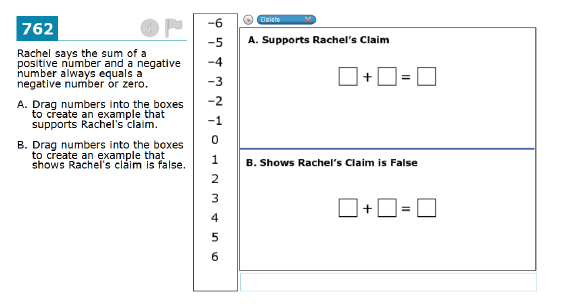 762
Rachel says the sum of a
positive number and a negative
number always equals a
negative number or zero.
A. Drag numbers into the boxes
to create an example that
supports Rachel's claim.
B. Drag numbers into the boxes
to create an example that
shows Rachel's claim is false.
-6
-5
-4
-3
-2
-1
0
1
2
3
4
5
6
Delete
A. Supports Rachel's Claim
+ =
B. Shows Rachel's Claim is False
+ =